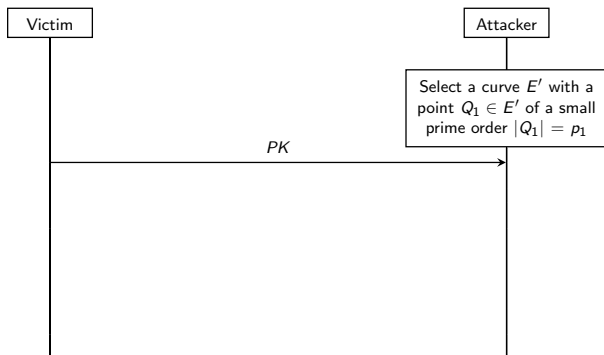 Victim
Attacker
Select a curve E′ with a
point Q₁ ∈ E′ of a small
prime order |Q₁| = p₁
PK